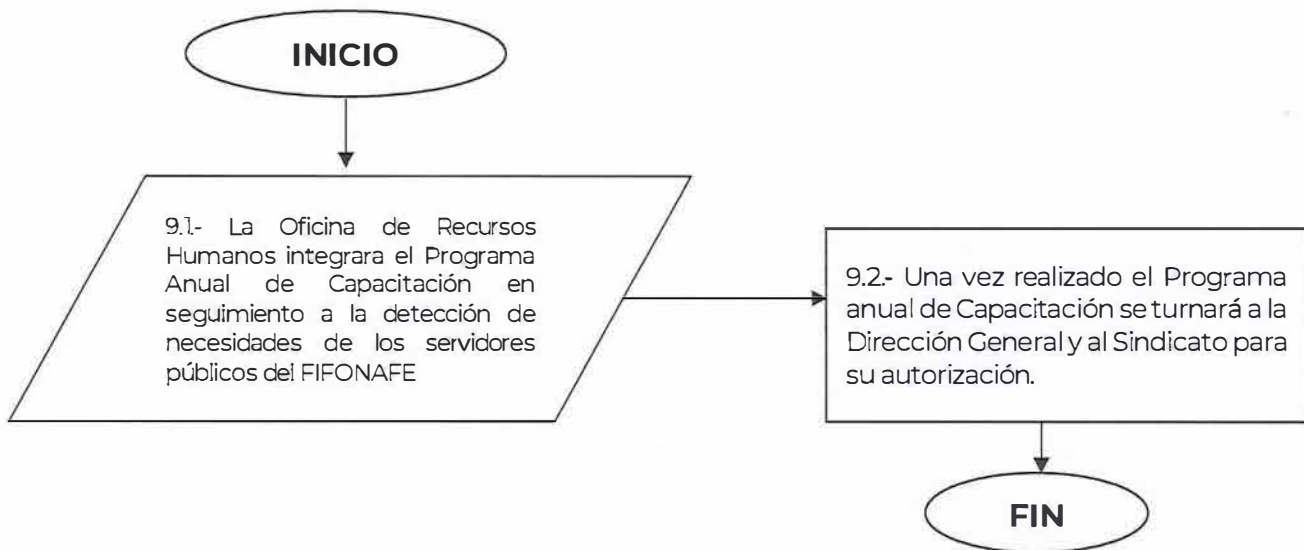 INICIO
9.1.- La Oficina de Recursos
Humanos integrara el Programa
Anual de Capacitación en
seguimiento a la detección de
necesidades de los servidores
públicos del FIFONAFE
9.2.- Una vez realizado el Programa
anual de Capacitación se turnará a la
Dirección General y al Sindicato para
su autorización.
FIN